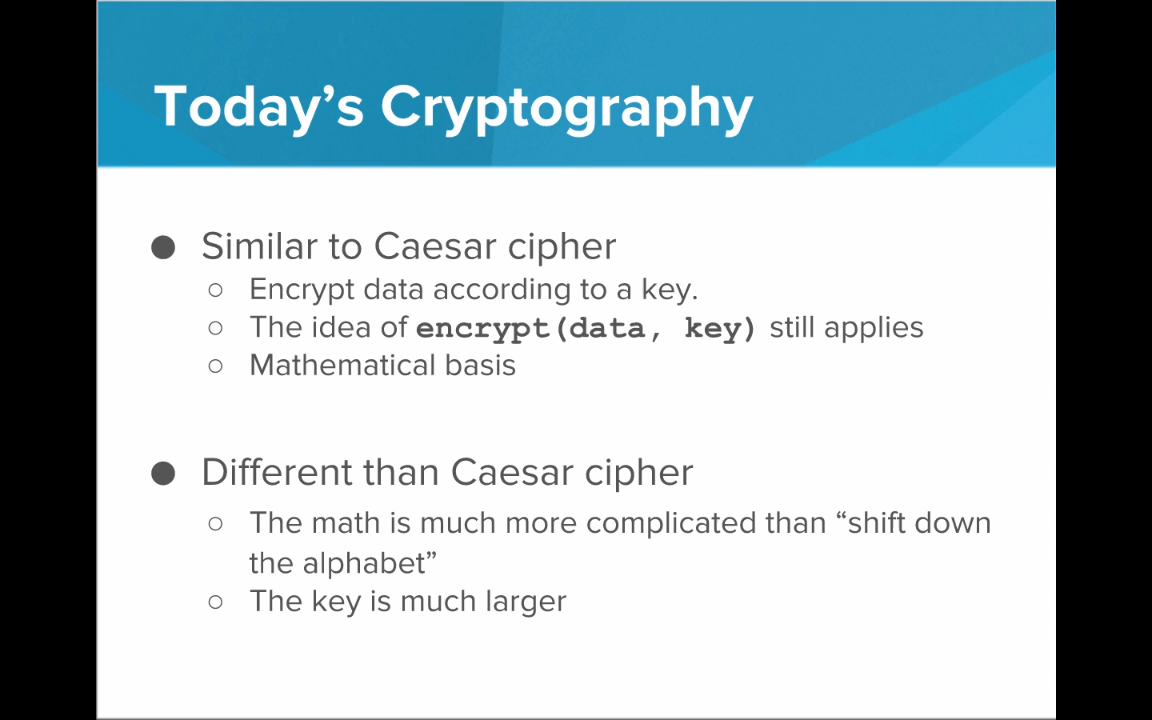 Today’s Cryptography
● Similar to Caesar cipher
○ Encrypt data according to a key.
○ The idea of encrypt(data, key) still applies
○ Mathematical basis
● Different than Caesar cipher
○ The math is much more complicated than “shift down
the alphabet”
○ The key is much larger